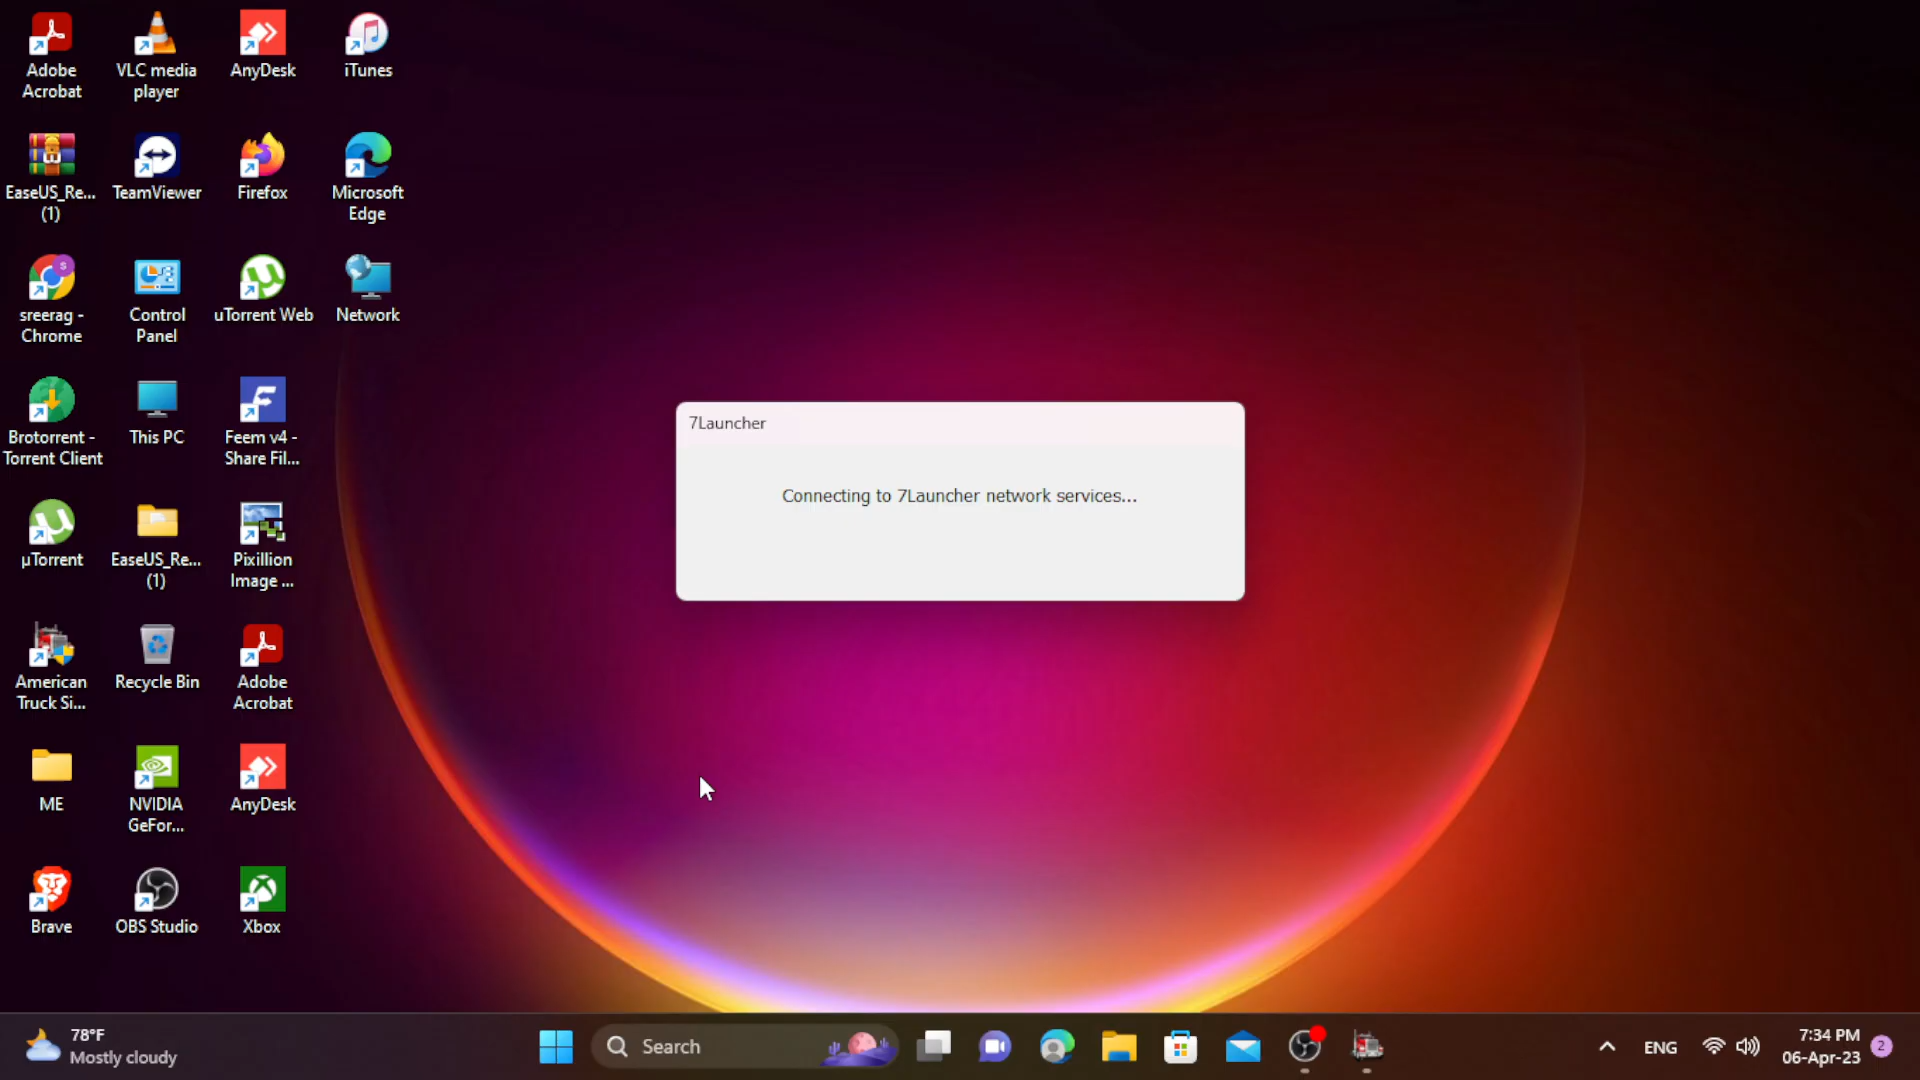 Adobe
Acrobat
VLC media
player
AnyDesk
iTunes
EaseUS_Re...
(1)
TeamViewer
Firefox
Microsoft
Edge
sreerag -
Chrome
Control
Panel
uTorrent Web
Network
Brotorrent -
Torrent Client
This PC
Feem v4 -
Share Fil...
µTorrent
EaseUS_Re...
(1)
Pixillion
Image ...
American
Truck Si...
Recycle Bin
Adobe
Acrobat
ME
NVIDIA
GeFor...
AnyDesk
Brave
OBS Studio
Xbox
7Launcher
Connecting to 7Launcher network services...
78°F
Mostly cloudy
Search
ENG
7:34 PM
06-Apr-23
2